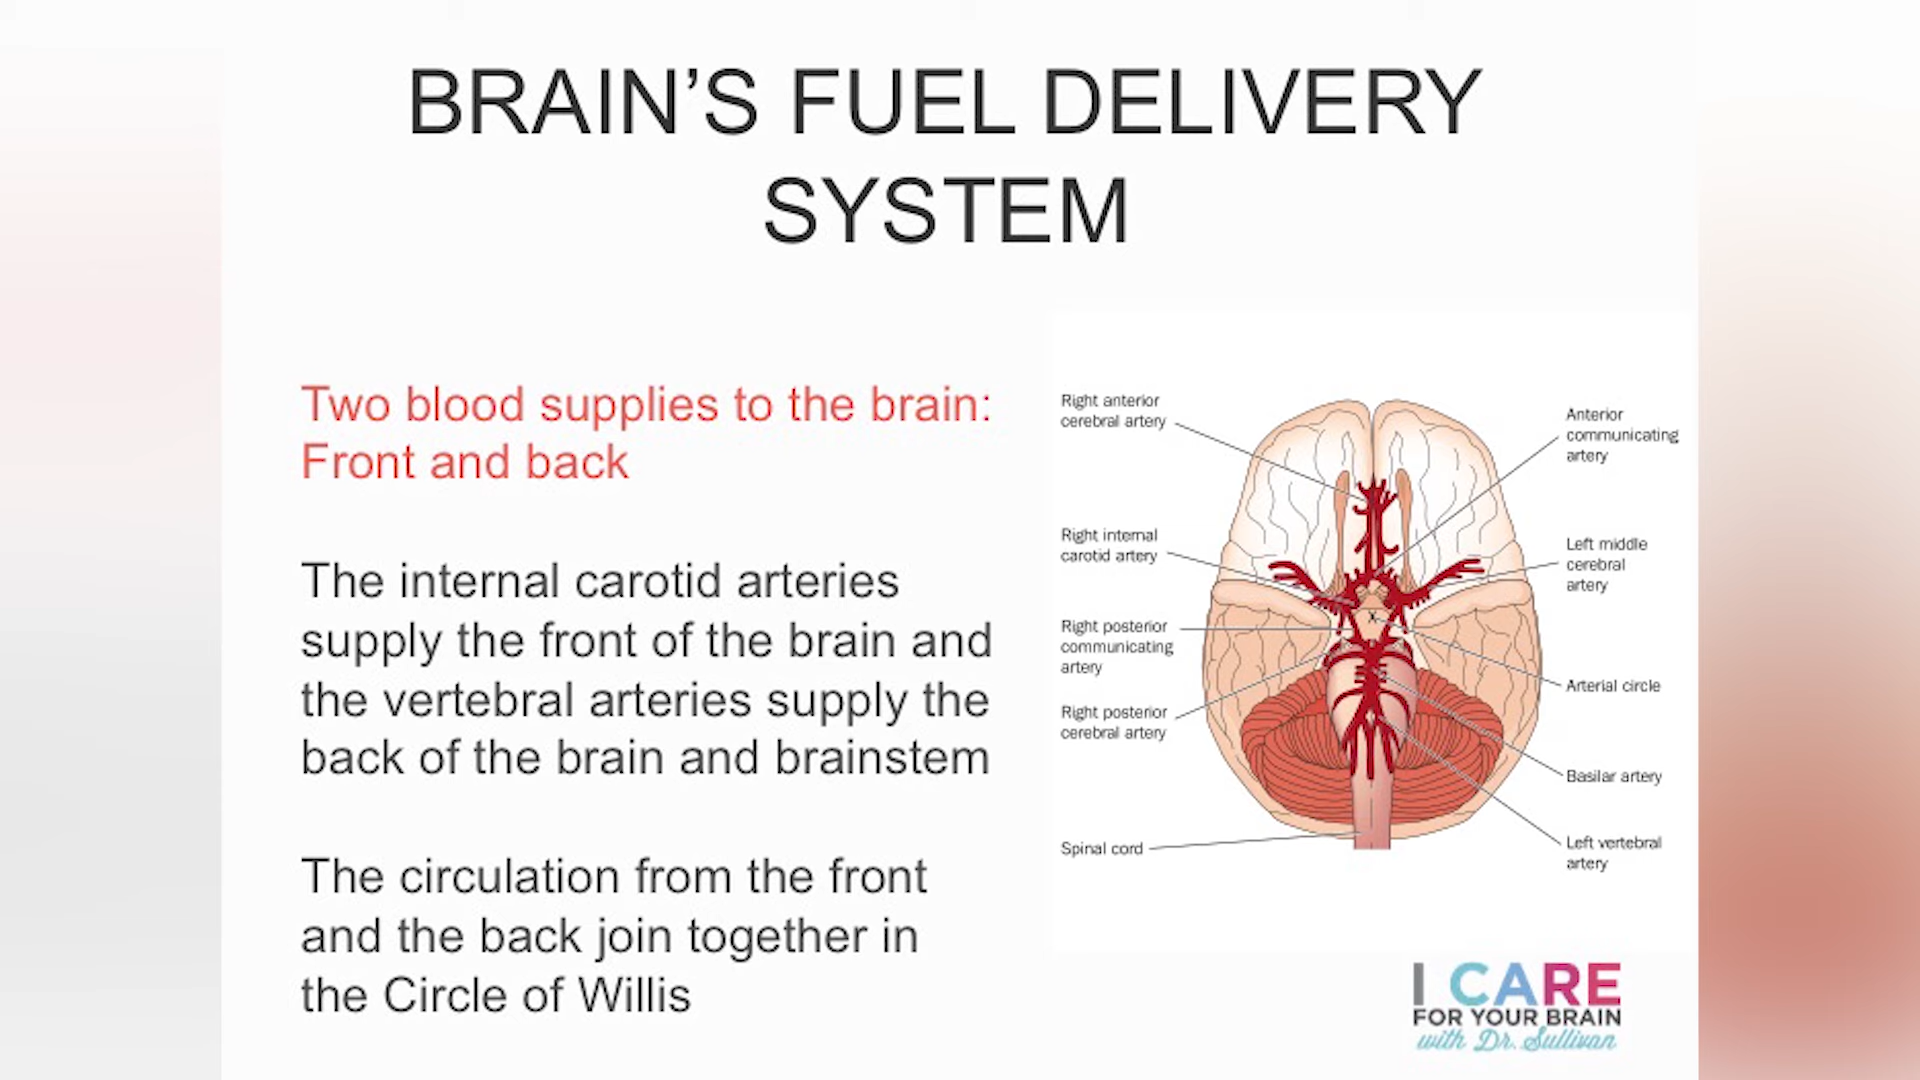 BRAIN’S FUEL DELIVERY
SYSTEM
Two blood supplies to the brain:
Front and back
The internal carotid arteries
supply the front of the brain and
the vertebral arteries supply the
back of the brain and brainstem
The circulation from the front
and the back join together in
the Circle of Willis
Right anterior
cerebral artery
Right internal
carotid artery
Right posterior
communicating
artery
Right posterior
cerebral artery
Spinal cord
Anterior
communicating
artery
Left middle
cerebral
artery
Arterial circle
Basilar artery
Left vertebral
artery
X
I CARE
FOR YOUR BRAIN
with Dr. Sullivan